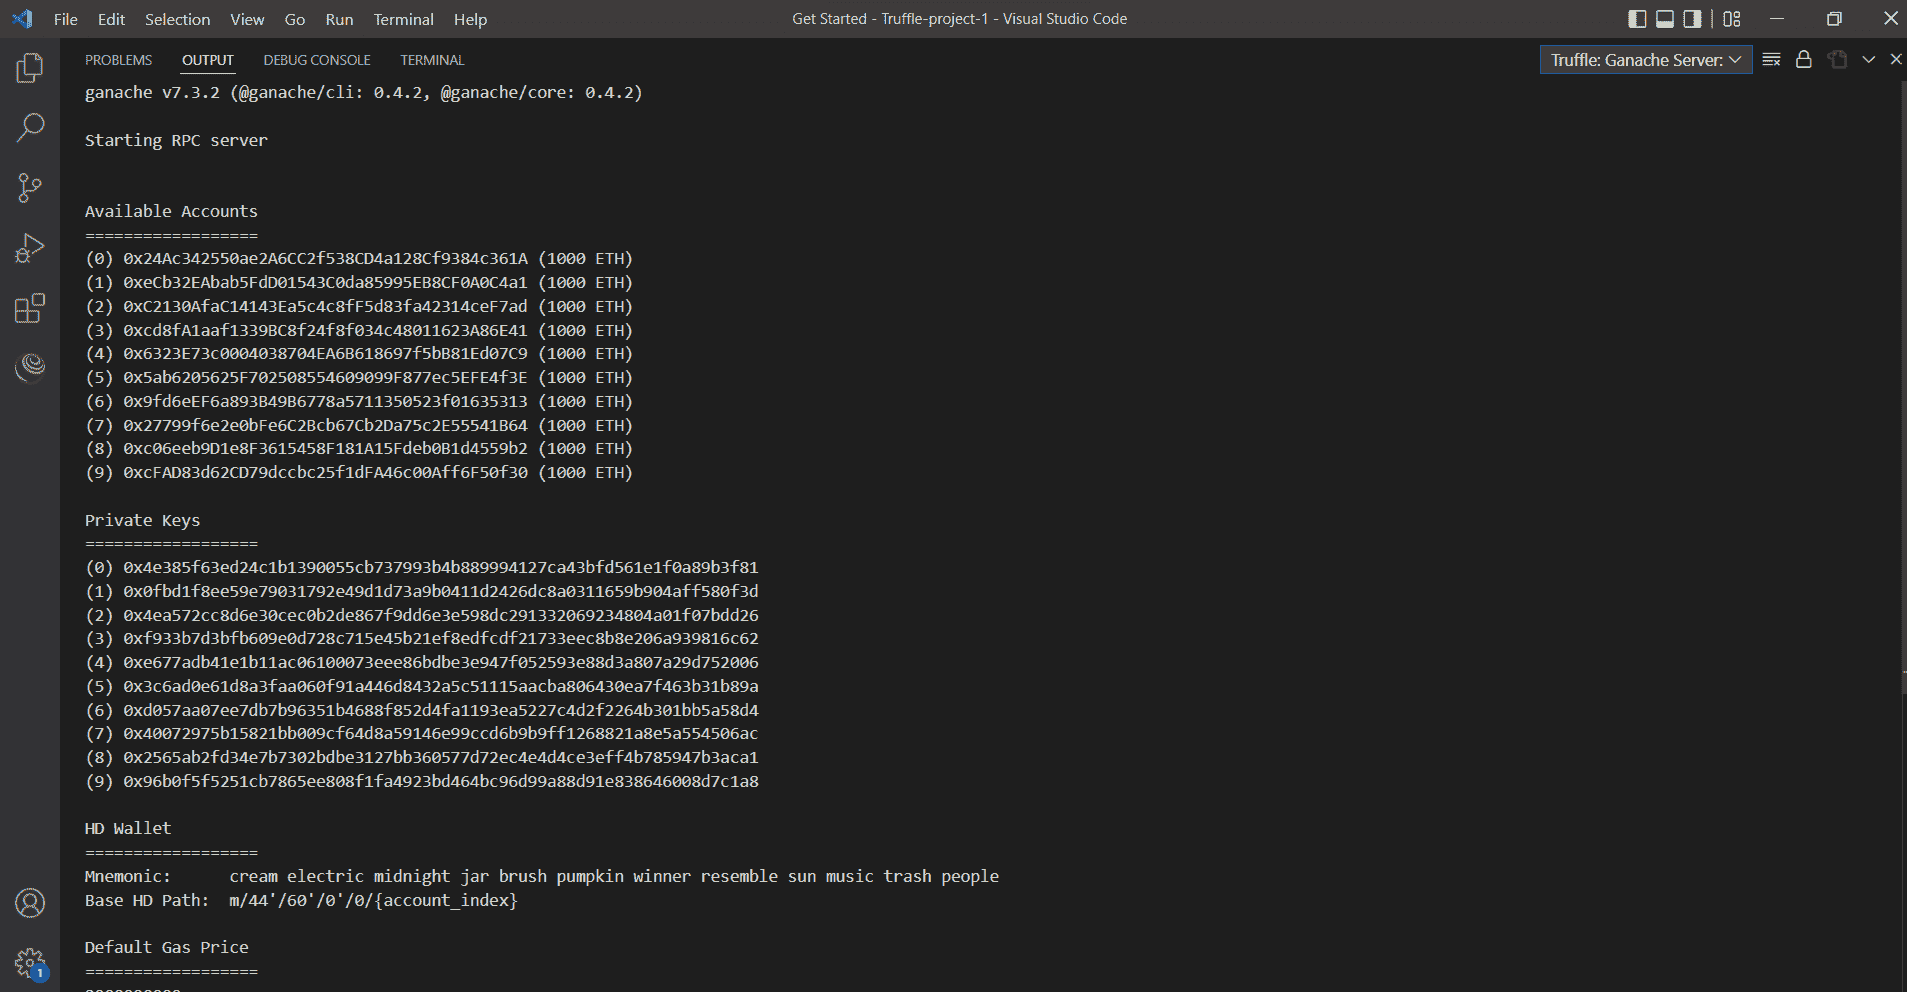 File Edit Selection View Go Run Terminal Help
Get Started - Truffle-project-1 - Visual Studio Code
PROBLEMS OUTPUT DEBUG CONSOLE TERMINAL
Truffle: Ganache Server:
ganache v7.3.2 (@ganache/cli: 0.4.2, @ganache/core: 0.4.2)
Starting RPC server
Available Accounts
==================
(0) 0x24Ac342550ae2A6CC2f538CD4a128Cf9384c361A (1000 ETH)
(1) 0xeCb32EAbab5FdD01543C0da85995EB8CF0A0C4a1 (1000 ETH)
(2) 0xC2130AfaC14143Ea5c4c8fF5d83fa42314ceF7ad (1000 ETH)
(3) 0xcd8fA1aaf1339BC8f24f8f034c48011623A86E41 (1000 ETH)
(4) 0x6323E73c0004038704EA6B618697f5bB81Ed07C9 (1000 ETH)
(5) 0x5ab6205625F702508554609099F877ec5EFE4f3E (1000 ETH)
(6) 0x9fd6eEF6a893B49B6778a5711350523f01635313 (1000 ETH)
(7) 0x27799f6e2e0bFe6C2Bcb67Cb2Da75c2E55541B64 (1000 ETH)
(8) 0xc06eeb9D1e8F3615458F181A15Fdeb0B1d4559b2 (1000 ETH)
(9) 0xcFAD83d62CD79dccbc25f1dFA46c00Aff6F50f30 (1000 ETH)
Private Keys
==================
(0) 0x4e385f63ed24c1b1390055cb737993b4b889994127ca43bfd561e1f0a89b3f81
(1) 0x0fbd1f8ee59e79031792e49d1d73a9b0411d2426dc8a0311659b904aff580f3d
(2) 0x4ea572cc8d6e30cec0b2de867f9dd6e3e598dc291332069234804a01f07bdd26
(3) 0xf933b7d3bfb609e0d728c715e45b21ef8edfcdf21733eec8b8e206a939816c62
(4) 0xe677adb41e1b11ac06100073eee86bdbe3e947f052593e88d3a807a29d752006
(5) 0x3c6ad0e61d8a3faa060f91a446d8432a5c51115aacba806430ea7f463b31b89a
(6) 0xd057aa07ee7db7b96351b4688f852d4fa1193ea5227c4d2f2264b301bb5a58d4
(7) 0x40072975b15821bb009cf64d8a59146e99ccd6b9b9ff1268821a8e5a554506ac
(8) 0x2565ab2fd34e7b7302bdbe3127bb360577d72ec4e4d4ce3eff4b785947b3aca1
(9) 0x96b0f5f5251cb7865ee808f1fa4923bd464bc96d99a88d91e838646008d7c1a8
HD Wallet
==================
Mnemonic: cream electric midnight jar brush pumpkin winner resemble sun music trash people
Base HD Path: m/44'/60'/0'/0/{account_index}
Default Gas Price
==================
1